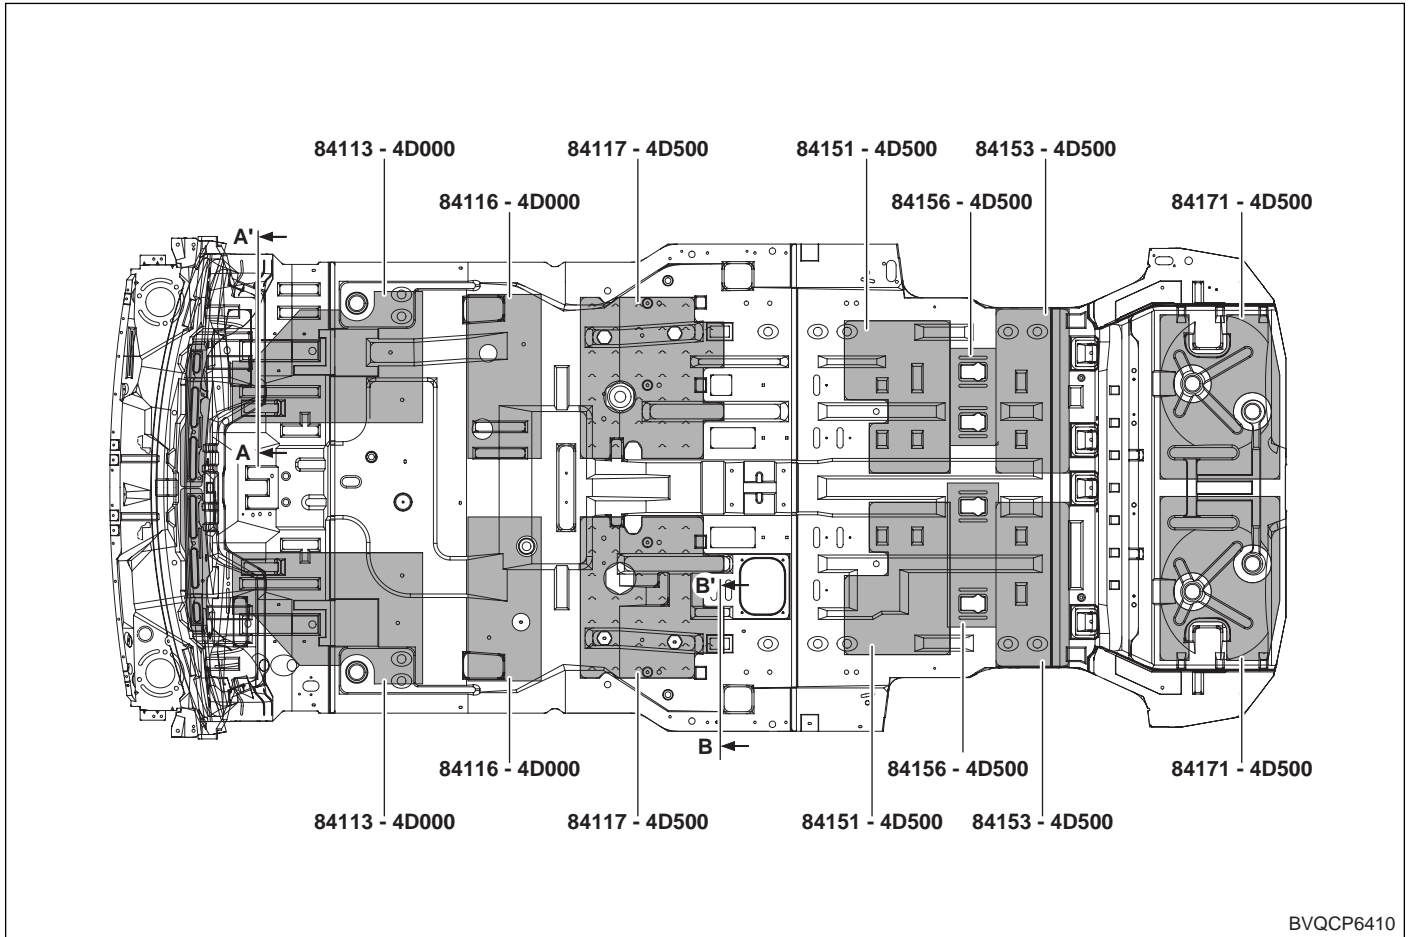 84113 - 4D000
84117 - 4D500
84151 - 4D500
84153 - 4D500
84116 - 4D000
84156 - 4D500
84171 - 4D500
A'
A
B'
B
84116 - 4D000
84156 - 4D500
84171 - 4D500
84113 - 4D000
84117 - 4D500
84151 - 4D500
84153 - 4D500
BVQCP6410